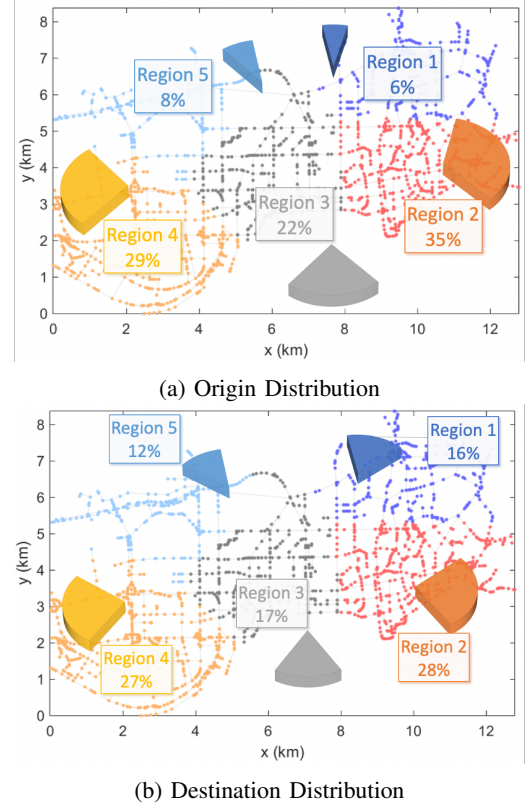 8
7
6
5
4
3
2
1
0
y (km)
Region 5
8%
Region 1
6%
Region 3
22%
Region 2
35%
Region 4
29%
0
2
4
6
8
10
12
x (km)
(a) Origin Distribution
8
7
6
5
4
3
2
1
0
y (km)
Region 5
12%
Region 1
16%
Region 3
17%
Region 2
28%
Region 4
27%
0
2
4
6
8
10
12
x (km)
(b) Destination Distribution